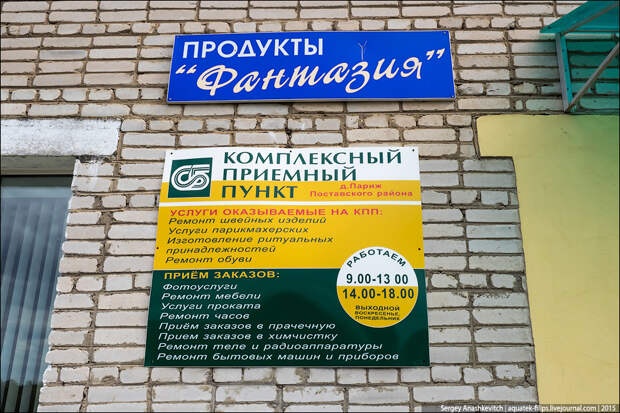 ПРОДУКТЫ
"Фантазия"
СБ
КОМПЛЕКСНЫЙ
ПРИЕМНЫЙ
ПУНКТ
д.Париж
Поставского района
УСЛУГИ ОКАЗЫВАЕМЫЕ НА КПП:
Ремонт швейных изделий
Услуги парикмахерских
Изготовление ритуальных
принадлежностей
Ремонт обуви
ПРИЁМ ЗАКАЗОВ:
Фотоуслуги
Ремонт мебели
Услуги проката
Ремонт часов
Приём заказов в прачечную
Прием заказов в химчистку
Ремонт теле и радиоаппаратуры
Ремонт бытовых машин и приборов
РАБОТАЕМ
9.00-13 00
14.00-18.00
ВЫХОДНОЙ
ВОСКРЕСЕНЬЕ,
ПОНЕДЕЛЬНИК
Sergey Anashkevitch | aquatek-filips.livejournal.com | 2015